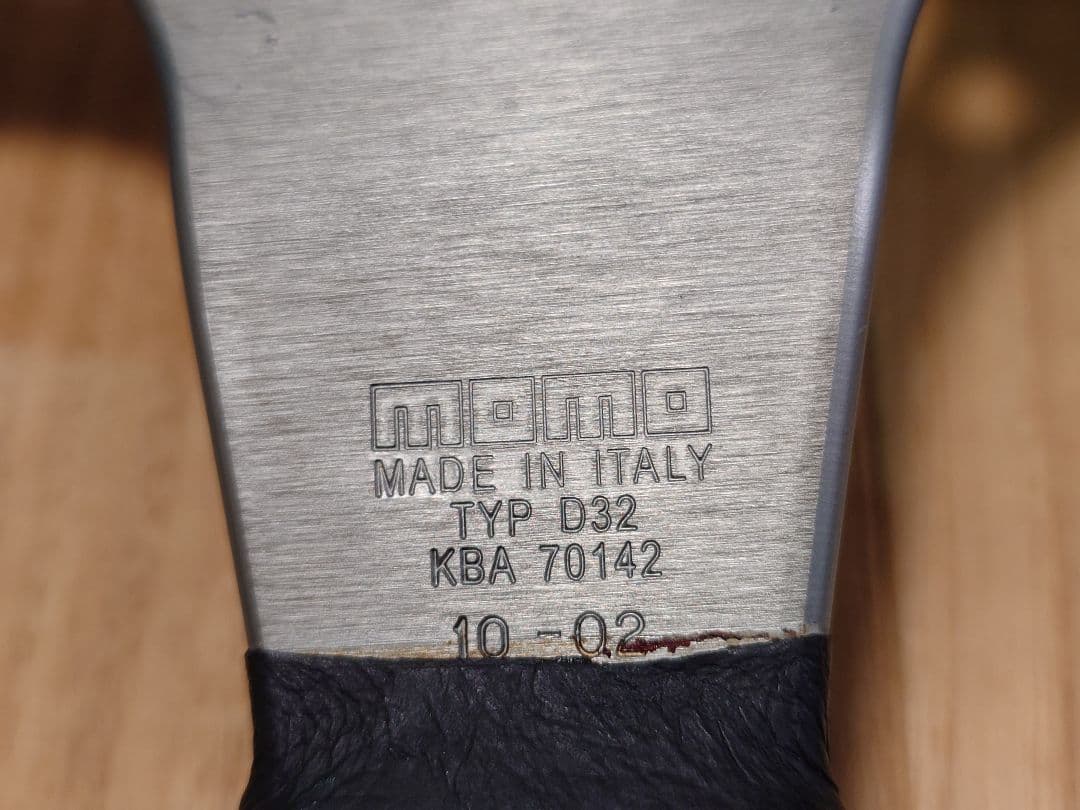 momo
MADE IN ITALY
TYP D32
KBA 70142
10 - 02